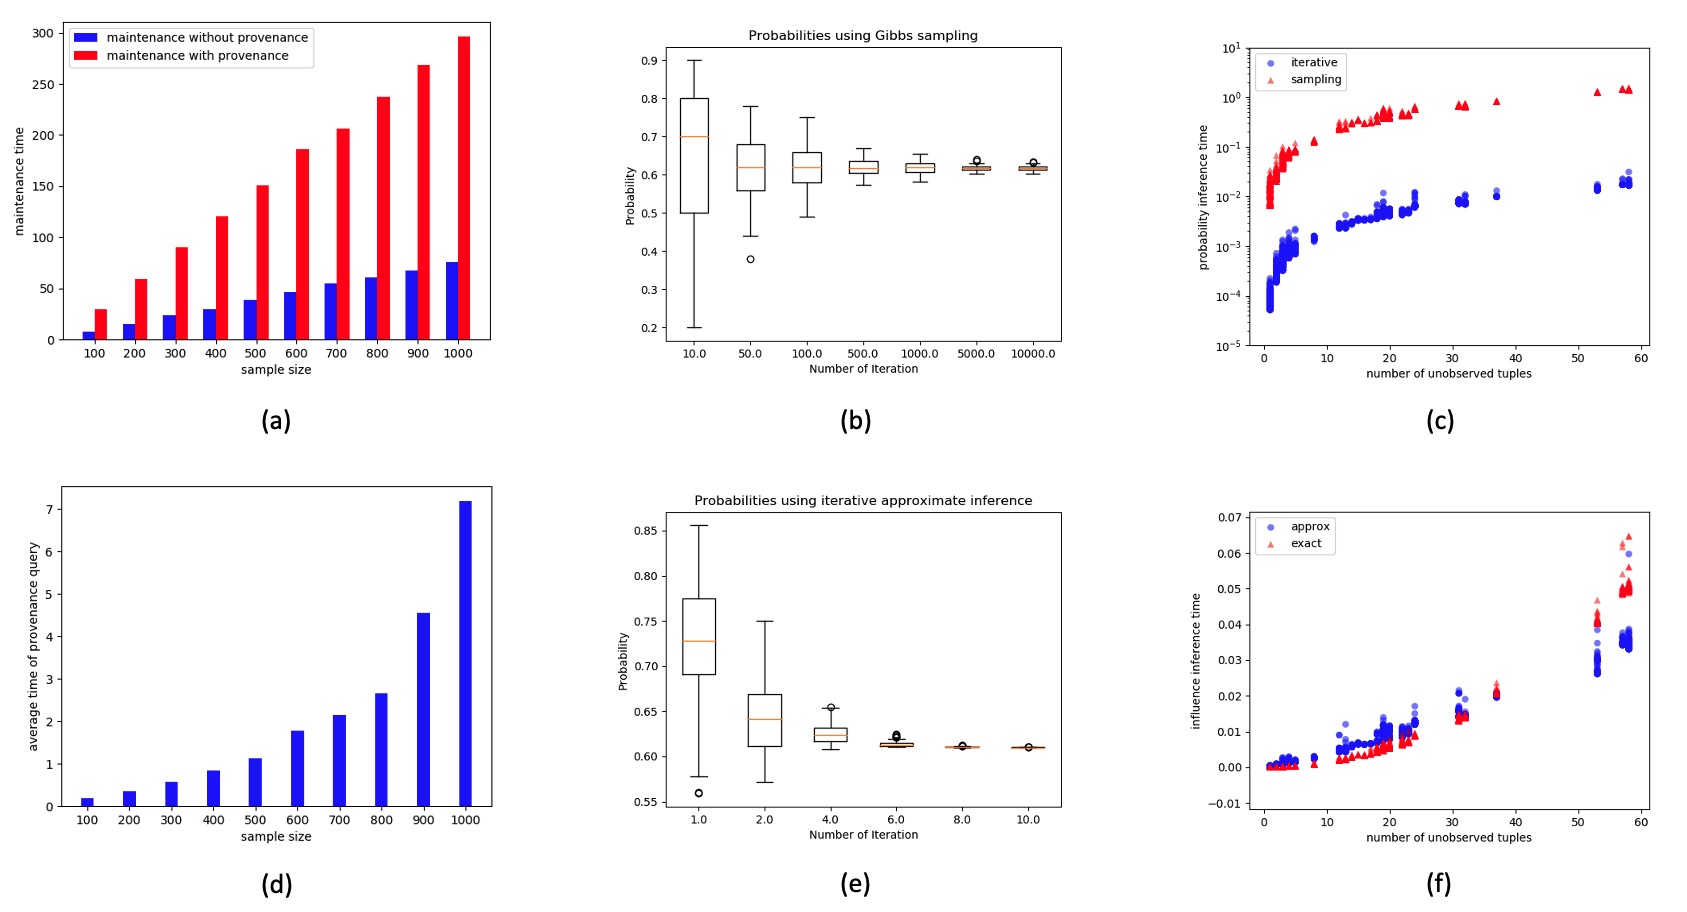 maintenance without provenance
maintenance with provenance
maintenance time
300
250
200
150
100
50
0
100 200 300 400 500 600 700 800 900 1000
sample size
(a)
Probabilities using Gibbs sampling
Probability
0.9
0.8
0.7
0.6
0.5
0.4
0.3
0.2
10.0 50.0 100.0 500.0 1000.0 5000.0 10000.0
Number of Iteration
(b)
iterative
sampling
probability inference time
10^1
10^0
10^−1
10^−2
10^−3
10^−4
10^−5
0 10 20 30 40 50 60
number of unobserved tuples
(c)
average time of provenance query
7
6
5
4
3
2
1
0
100 200 300 400 500 600 700 800 900 1000
sample size
(d)
Probabilities using iterative approximate inference
Probability
0.85
0.80
0.75
0.70
0.65
0.60
0.55
1.0 2.0 4.0 6.0 8.0 10.0
Number of Iteration
(e)
approx
exact
influence inference time
0.07
0.06
0.05
0.04
0.03
0.02
0.01
0.00
−0.01
0 10 20 30 40 50 60
number of unobserved tuples
(f)